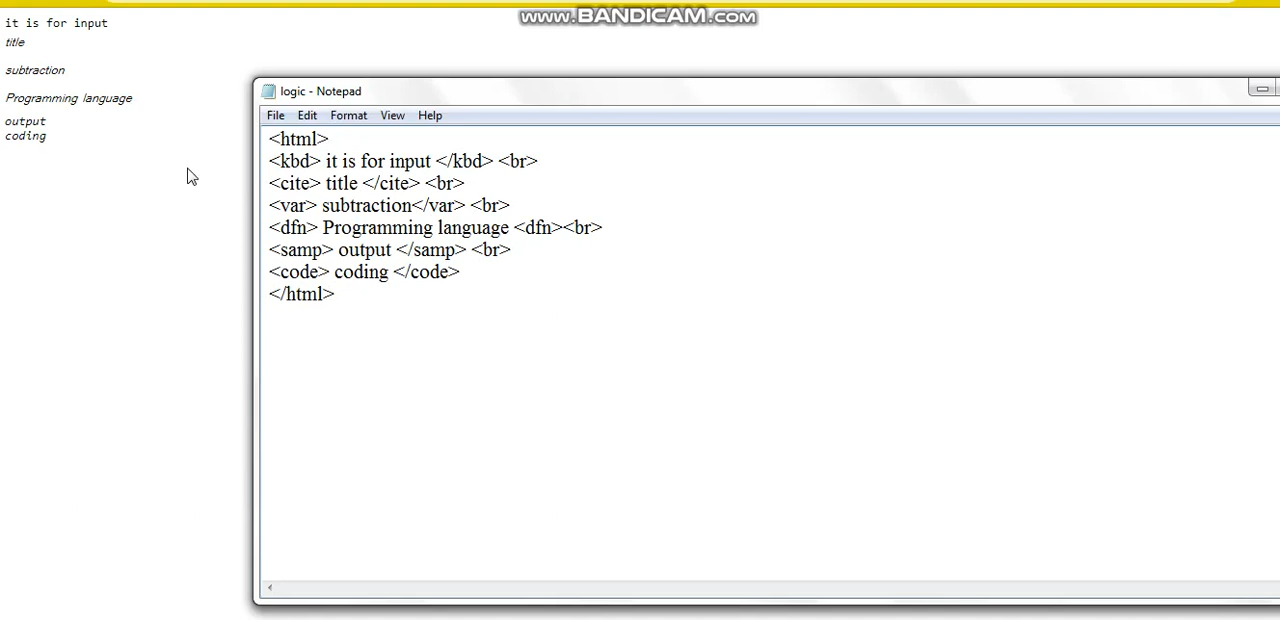 www.BANDICAM.com
it is for input
title
subtraction
Programming language
output
coding
logic - Notepad
File Edit Format View Help
<html>
<kbd> it is for input </kbd> <br>
<cite> title </cite> <br>
<var> subtraction</var> <br>
<dfn> Programming language <dfn><br>
<samp> output </samp> <br>
<code> coding </code>
</html>